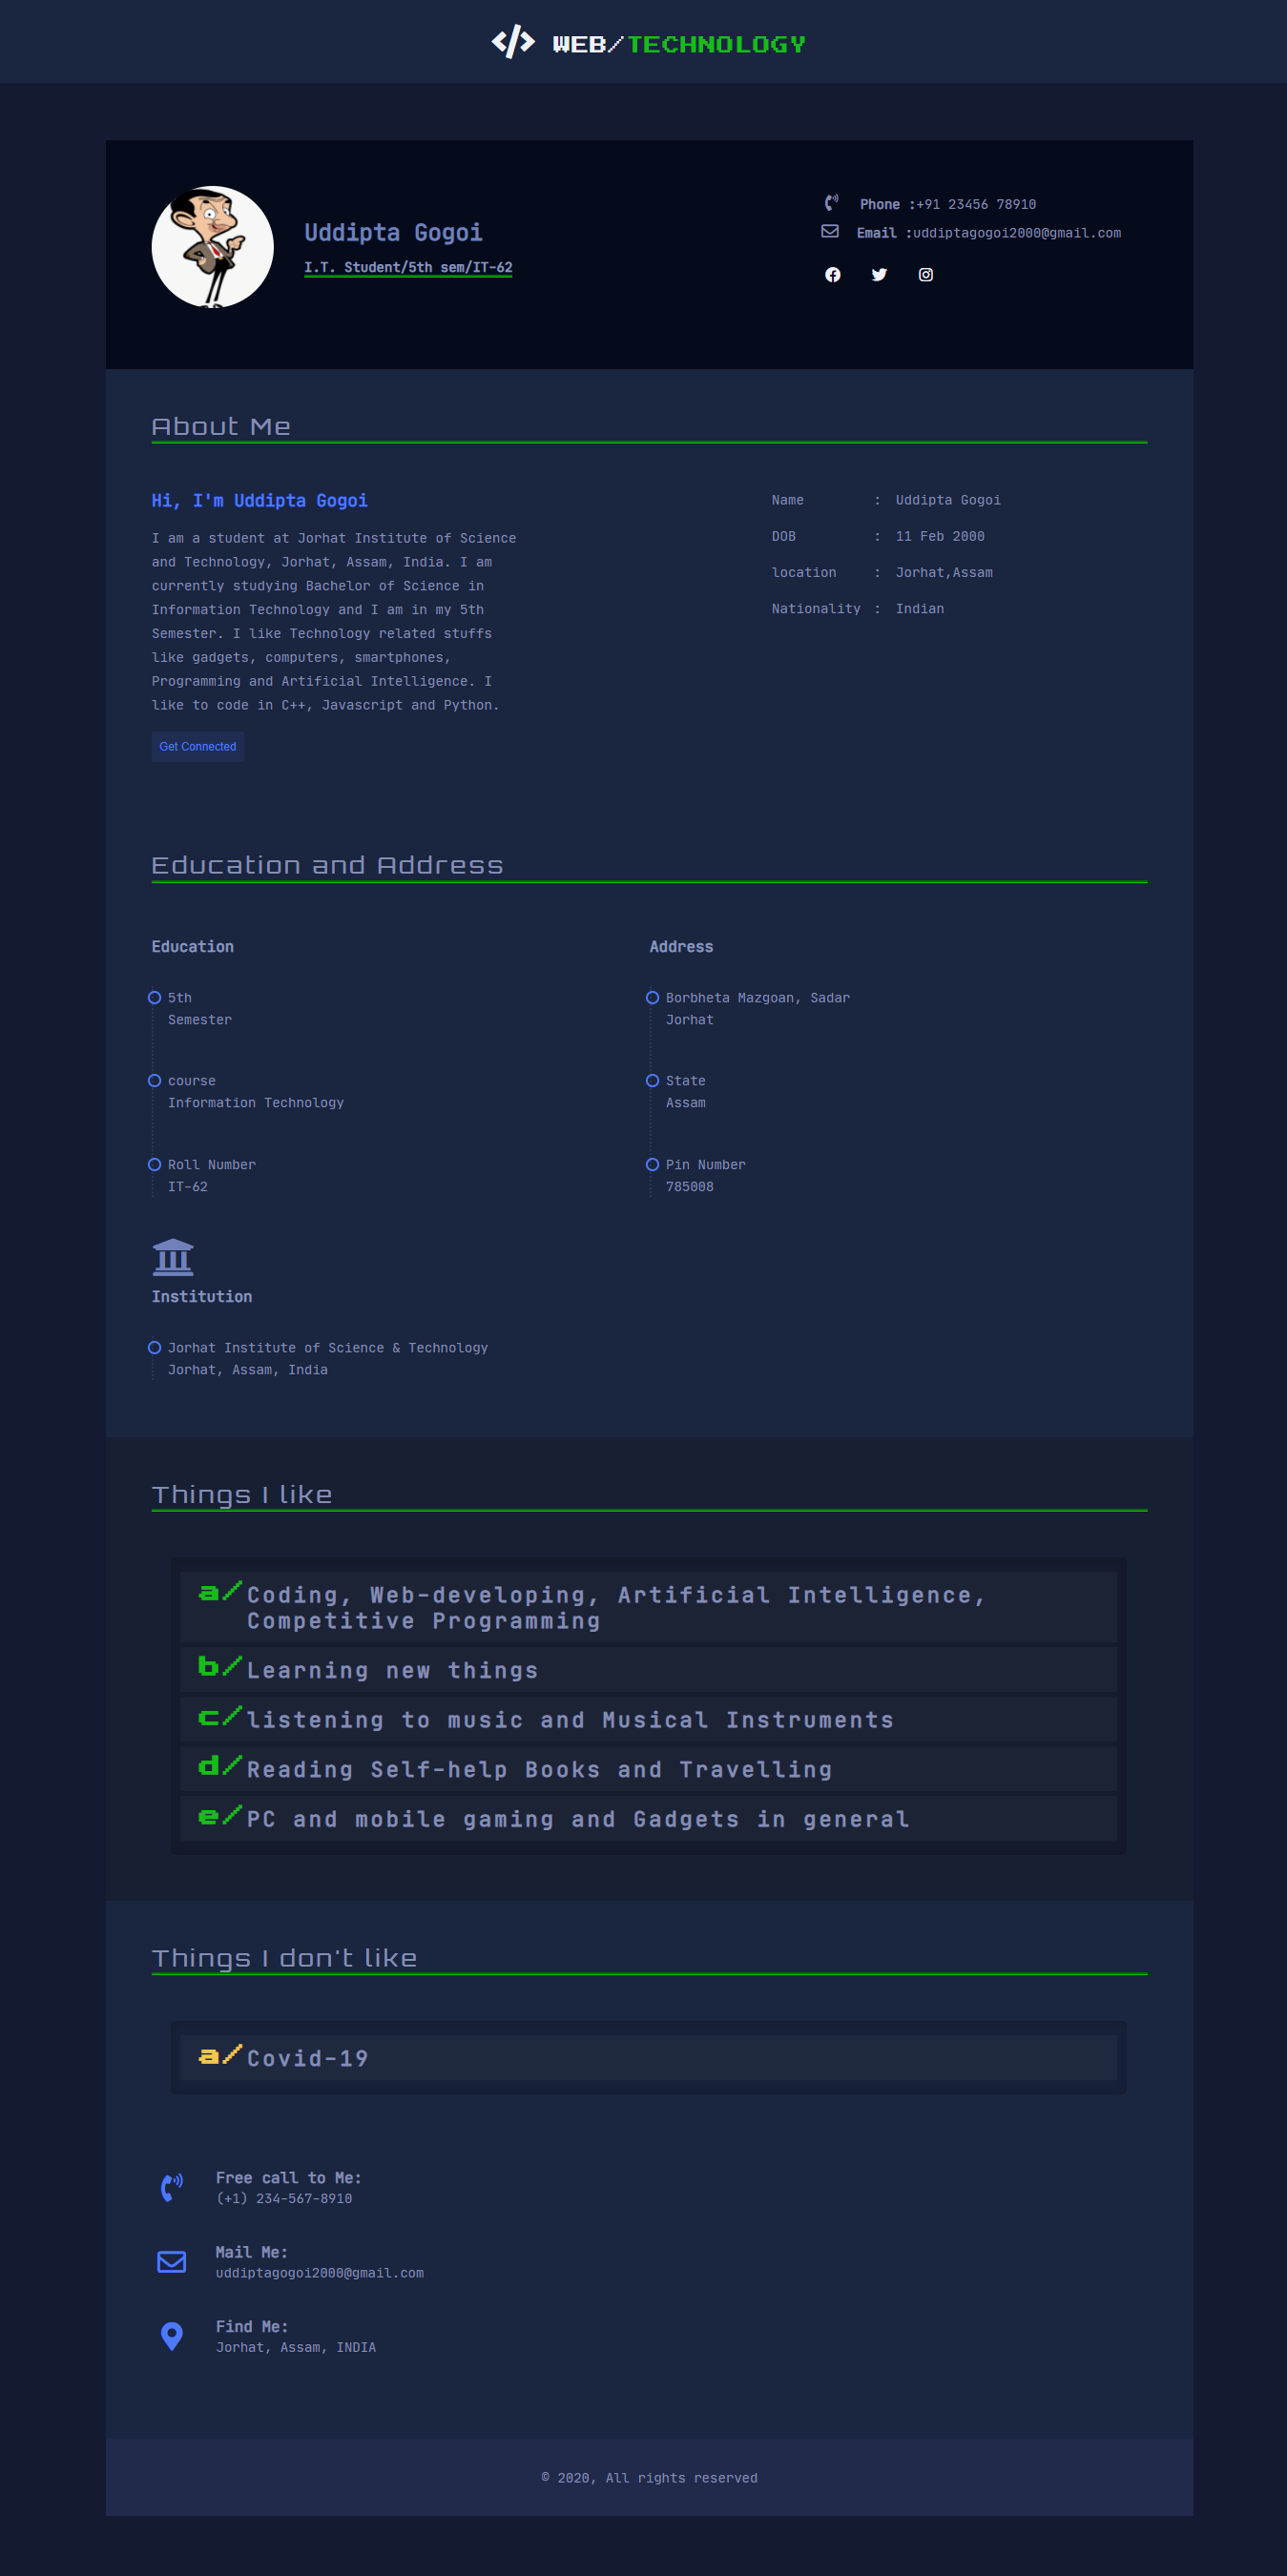 </> WEB/TECHNOLOGY
Uddipta Gogoi
I.T. Student/5th sem/IT-62
Phone :+91 23456 78910
Email :uddiptagogoi2000@gmail.com
About Me
Hi, I'm Uddipta Gogoi
I am a student at Jorhat Institute of Science
and Technology, Jorhat, Assam, India. I am
currently studying Bachelor of Science in
Information Technology and I am in my 5th
Semester. I like Technology related stuffs
like gadgets, computers, smartphones,
Programming and Artificial Intelligence. I
like to code in C++, Javascript and Python.
Get Connected
Name : Uddipta Gogoi
DOB : 11 Feb 2000
location : Jorhat,Assam
Nationality : Indian
Education and Address
Education
5th
Semester
course
Information Technology
Roll Number
IT-62
Address
Borbheta Mazgoan, Sadar
Jorhat
State
Assam
Pin Number
785008
Institution
Jorhat Institute of Science & Technology
Jorhat, Assam, India
Things I like
a/Coding, Web-developing, Artificial Intelligence,
Competitive Programming
b/Learning new things
c/listening to music and Musical Instruments
d/Reading Self-help Books and Travelling
e/PC and mobile gaming and Gadgets in general
Things I don't like
a/Covid-19
Free call to Me:
(+1) 234-567-8910
Mail Me:
uddiptagogoi2000@gmail.com
Find Me:
Jorhat, Assam, INDIA
© 2020, All rights reserved